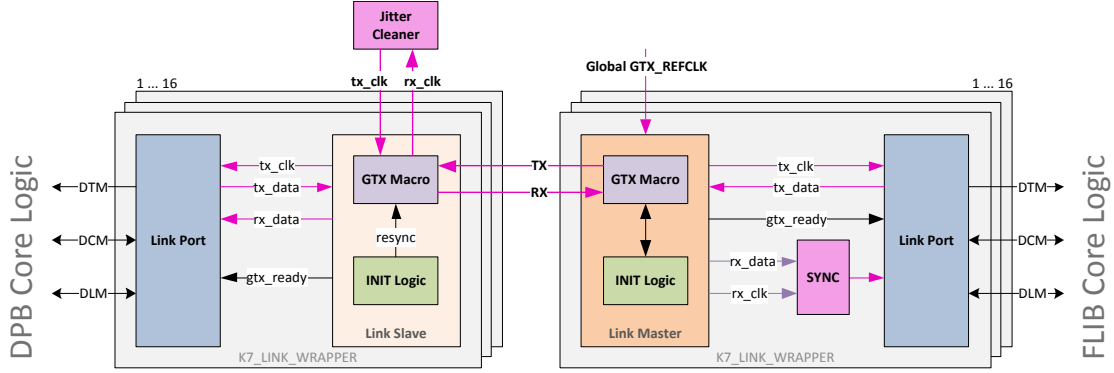 Jitter
Cleaner
tx_clk
rx_clk
Global GTX_REFCLK
1 ... 16
1 ... 16
DPB Core Logic
DTM
DCM
DLM
Link Port
tx_clk
tx_data
rx_data
gtx_ready
GTX Macro
resync
INIT Logic
Link Slave
K7_LINK_WRAPPER
TX
RX
GTX Macro
INIT Logic
Link Master
tx_clk
tx_data
gtx_ready
rx_data
rx_clk
SYNC
Link Port
K7_LINK_WRAPPER
DTM
DCM
DLM
FLIB Core Logic